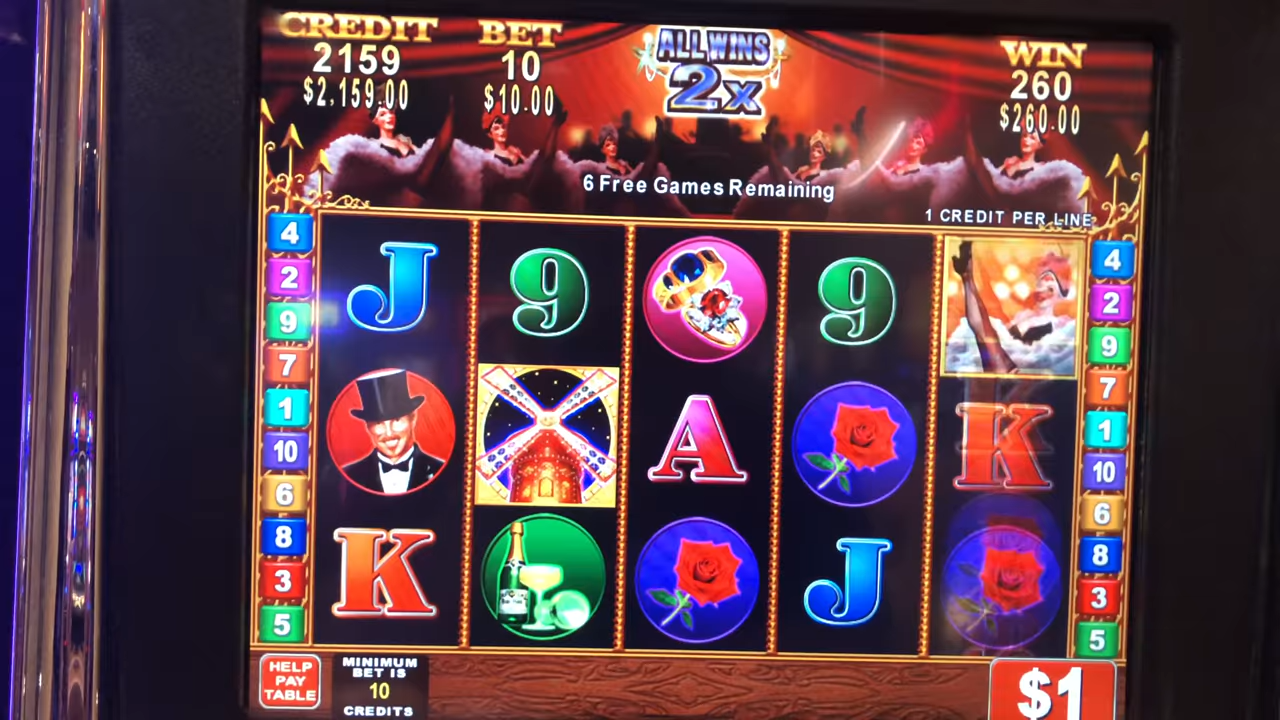 CREDIT
2159
$2,159.00
BET
10
$10.00
ALL WINS
2x
WIN
260
$260.00
6 Free Games Remaining
1 CREDIT PER LINE
4
2
9
7
1
10
6
8
3
5
J
9
9
A
K
K
J
4
2
9
7
1
10
6
8
3
5
HELP
PAY
TABLE
MINIMUM
BET IS
10
CREDITS
$1